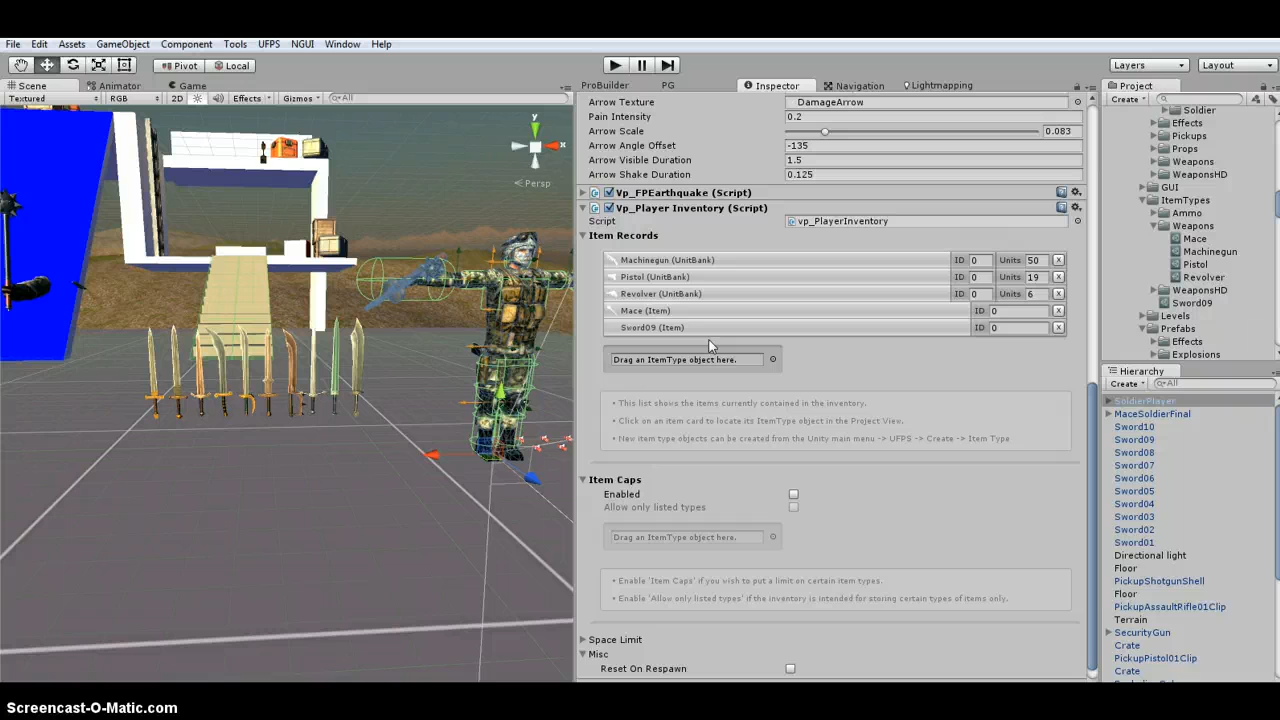 File Edit Assets GameObject Component Tools UFPS NGUI Window Help
Pivot Local Layers Layout
Scene Animator Game
Textured RGB 2D Effects Gizmos All
y
x
Persp
ProBuilder PG Inspector Navigation Lightmapping
Arrow Texture DamageArrow
Pain Intensity 0.2
Arrow Scale 0.083
Arrow Angle Offset -135
Arrow Visible Duration 1.5
Arrow Shake Duration 0.125
Vp_FPEarthquake (Script)
Vp_Player Inventory (Script)
Script vp_PlayerInventory
Item Records
Machinegun (UnitBank) ID 0 Units 50 x
Pistol (UnitBank) ID 0 Units 19 x
Revolver (UnitBank) ID 0 Units 6 x
Mace (Item) ID 0 x
Sword09 (Item) ID 0 x
Drag an ItemType object here.
• This list shows the items currently contained in the inventory.
• Click on an item card to locate its ItemType object in the Project View.
• New item type objects can be created from the Unity main menu -> UFPS -> Create -> Item Type
Item Caps
Enabled
Allow only listed types
Drag an ItemType object here.
• Enable 'Item Caps' if you wish to put a limit on certain item types.
• Enable 'Allow only listed types' if the inventory is intended for storing certain types of items only.
Space Limit
Misc
Reset On Respawn
Project
Create
Soldier
Effects
Pickups
Props
Weapons
WeaponsHD
GUI
ItemTypes
Ammo
Weapons
Mace
Machinegun
Pistol
Revolver
WeaponsHD
Sword09
Levels
Prefabs
Effects
Explosions
Hierarchy
Create All
SoldierPlayer
MaceSoldierFinal
Sword10
Sword09
Sword08
Sword07
Sword06
Sword05
Sword04
Sword03
Sword02
Sword01
Directional light
Floor
PickupShotgunShell
Floor
PickupAssaultRifle01Clip
Terrain
SecurityGun
Crate
PickupPistol01Clip
Crate
Screencast-O-Matic.com